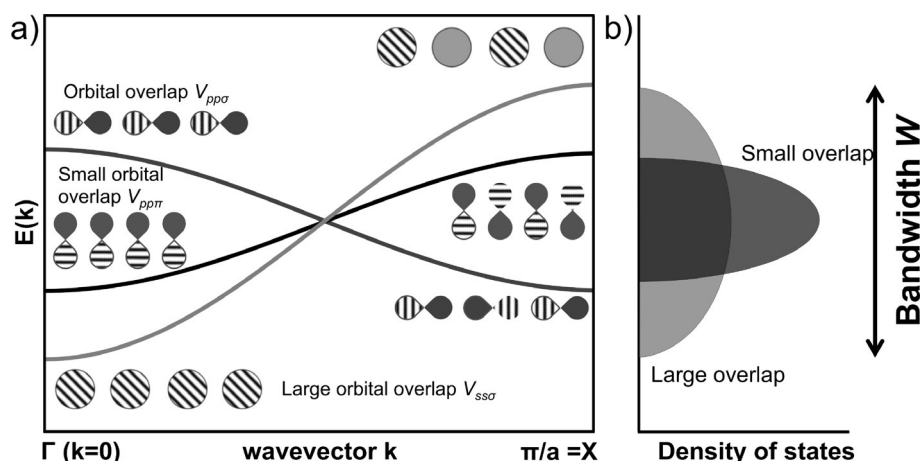 a)
Orbital overlap Vppσ
Small orbital
overlap Vppπ
E(k)
Large orbital overlap Vssσ
Γ (k=0)
wavevector k
π/a =X
b)
Small overlap
Large overlap
Bandwidth W
Density of states